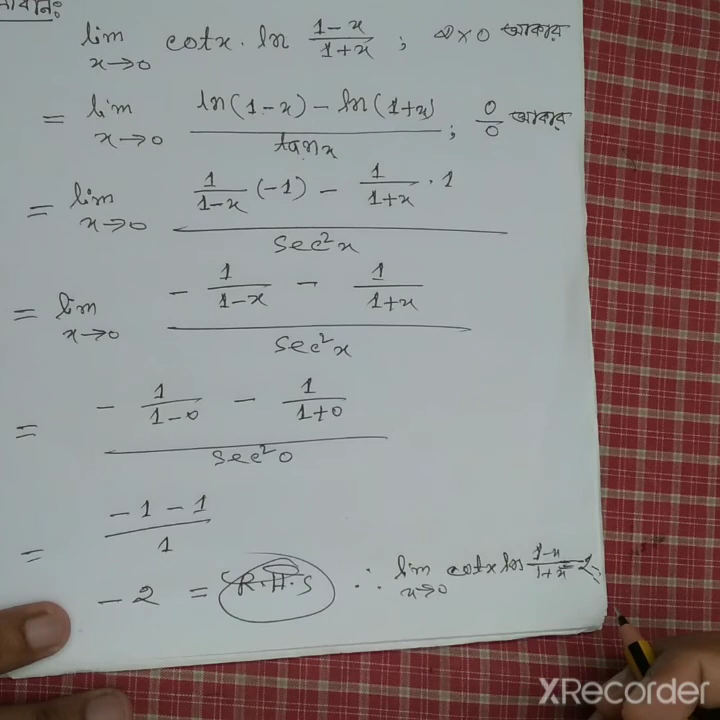 lim x→0 cotx · ln (1-x)/(1+x) ; ∞×0 আকার
= lim x→0 (ln(1-x) - ln(1+x))/tanx ; 0/0 আকার
= lim x→0 (1/(1-x) (-1) - 1/(1+x) · 1)/sec²x
= lim x→0 (- 1/(1-x) - 1/(1+x))/sec²x
= (- 1/(1-0) - 1/(1+0))/sec²0
= (-1-1)/1
-2 = R.H.S ∴ lim x→0 cotx ln (1-x)/(1+x) = -2
XRecorder